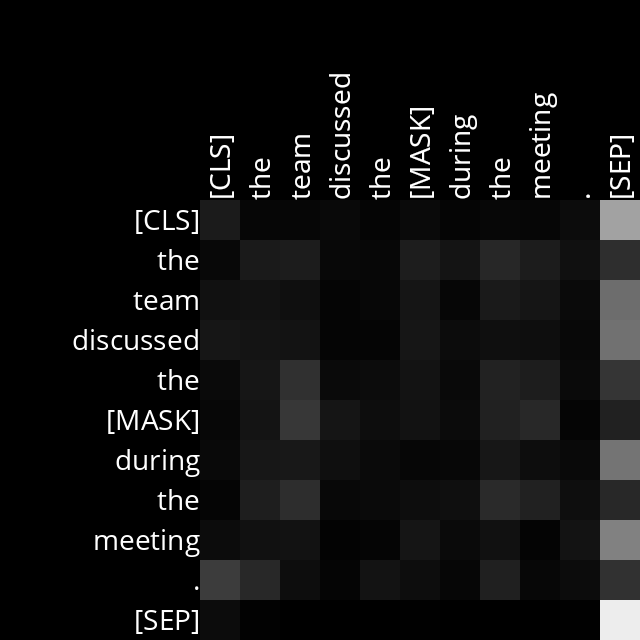 [CLS] the team discussed the [MASK] during the meeting . [SEP]
[CLS]
the
team
discussed
the
[MASK]
during
the
meeting
.
[SEP]